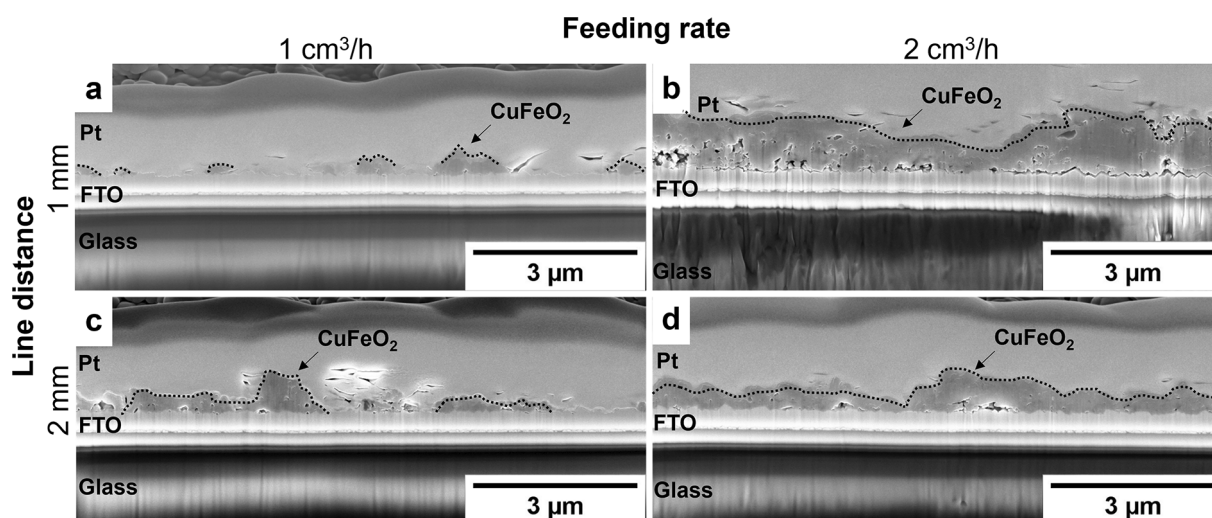 Feeding rate
1 cm³/h
2 cm³/h
Line distance
1 mm
2 mm
a
CuFeO₂
Pt
FTO
Glass
3 µm
b
Pt
CuFeO₂
FTO
Glass
3 µm
c
CuFeO₂
Pt
FTO
Glass
3 µm
d
CuFeO₂
Pt
FTO
Glass
3 µm